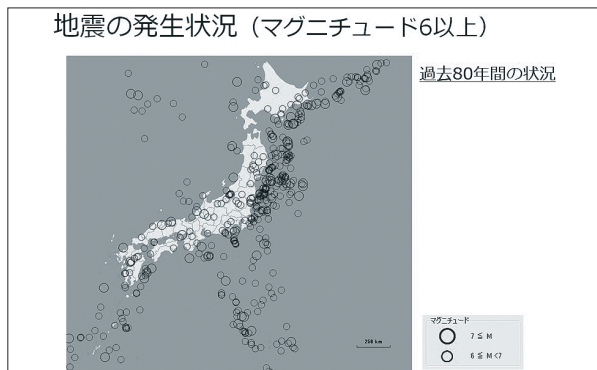 地震の発生状況（マグニチュード6以上）
過去80年間の状況
200 km
マグニチュード
7 ≦ M
6 ≦ M <7